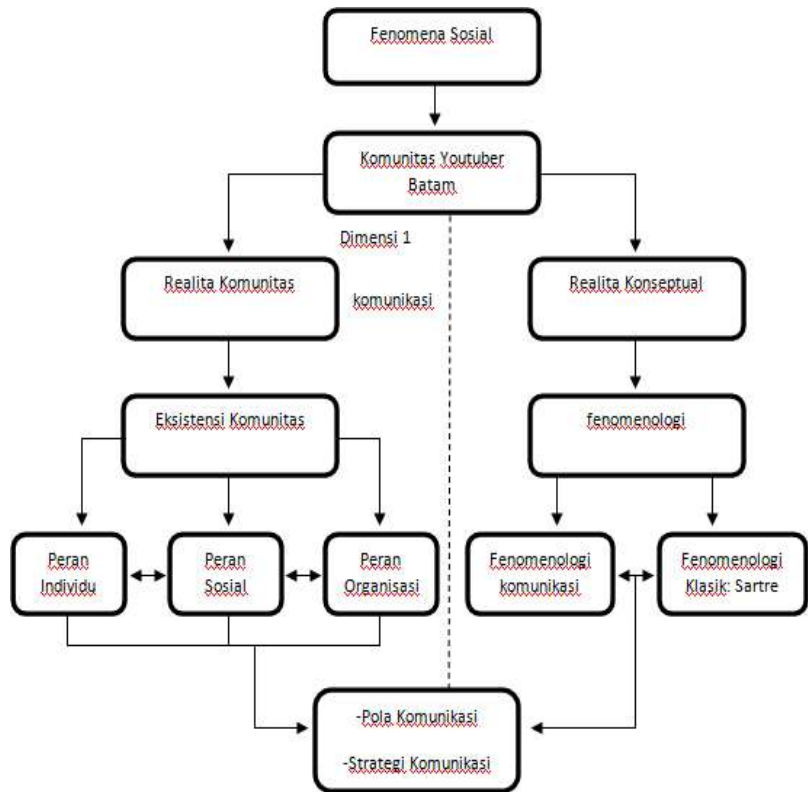 Fenomena Sosial
Komunitas Youtuber
Batam
Dimensi 1
Realita Komunitas
komunikasi
Realita Konseptual
Eksistensi Komunitas
fenomenologi
Peran
Individu
Peran
Sosial
Peran
Organisasi
Fenomenologi
komunikasi
Fenomenologi
Klasik: Sartre
-Pola Komunikasi
-Strategi Komunikasi